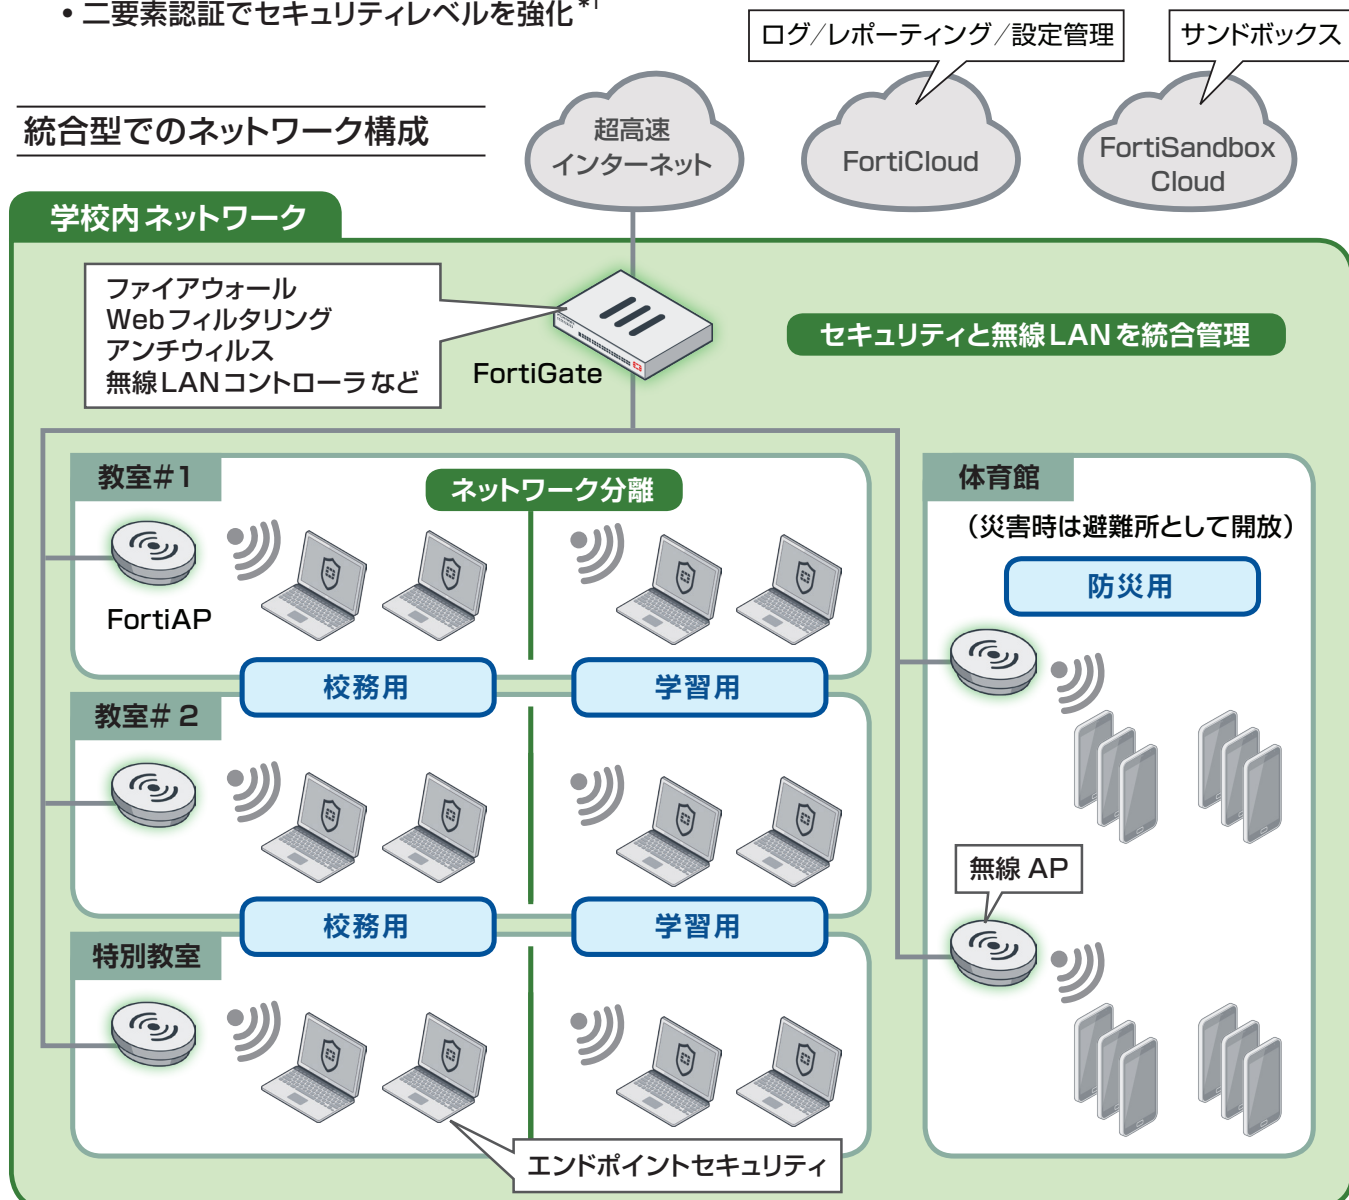 • 二要素認証でセキュリティレベルを強化*1
ログ/レポーティング/設定管理
サンドボックス
統合型でのネットワーク構成
超高速
インターネット
FortiCloud
FortiSandbox
Cloud
学校内ネットワーク
ファイアウォール
Webフィルタリング
アンチウィルス
無線LANコントローラなど
FortiGate
セキュリティと無線LANを統合管理
教室#1
ネットワーク分離
FortiAP
校務用
学習用
教室#2
校務用
学習用
特別教室
エンドポイントセキュリティ
体育館
(災害時は避難所として開放)
防災用
無線 AP